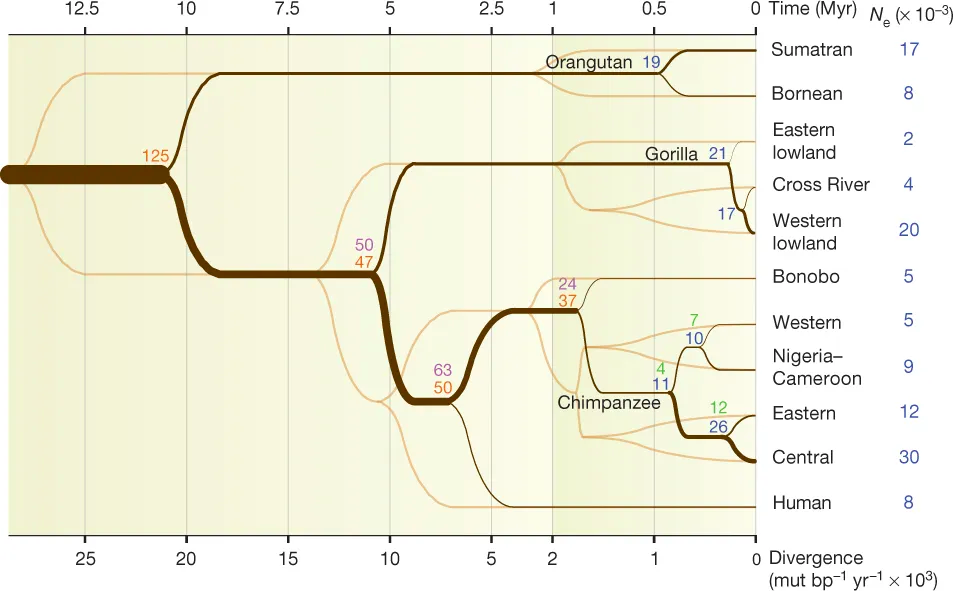 12.5 10 7.5 5 2.5 1 0.5 0 Time (Myr) Ne (× 10–3)
Sumatran 17
Orangutan 19
Bornean 8
Eastern
lowland 2
125
Gorilla 21
Cross River 4
17
Western
lowland 20
50
47
Bonobo 5
24
37
Western 5
7
10
Nigeria–
Cameroon 9
63
50
4
11
Chimpanzee
12
Eastern 12
26
Central 30
Human 8
25 20 15 10 5 2 1 0 Divergence
(mut bp–1 yr–1 × 103)